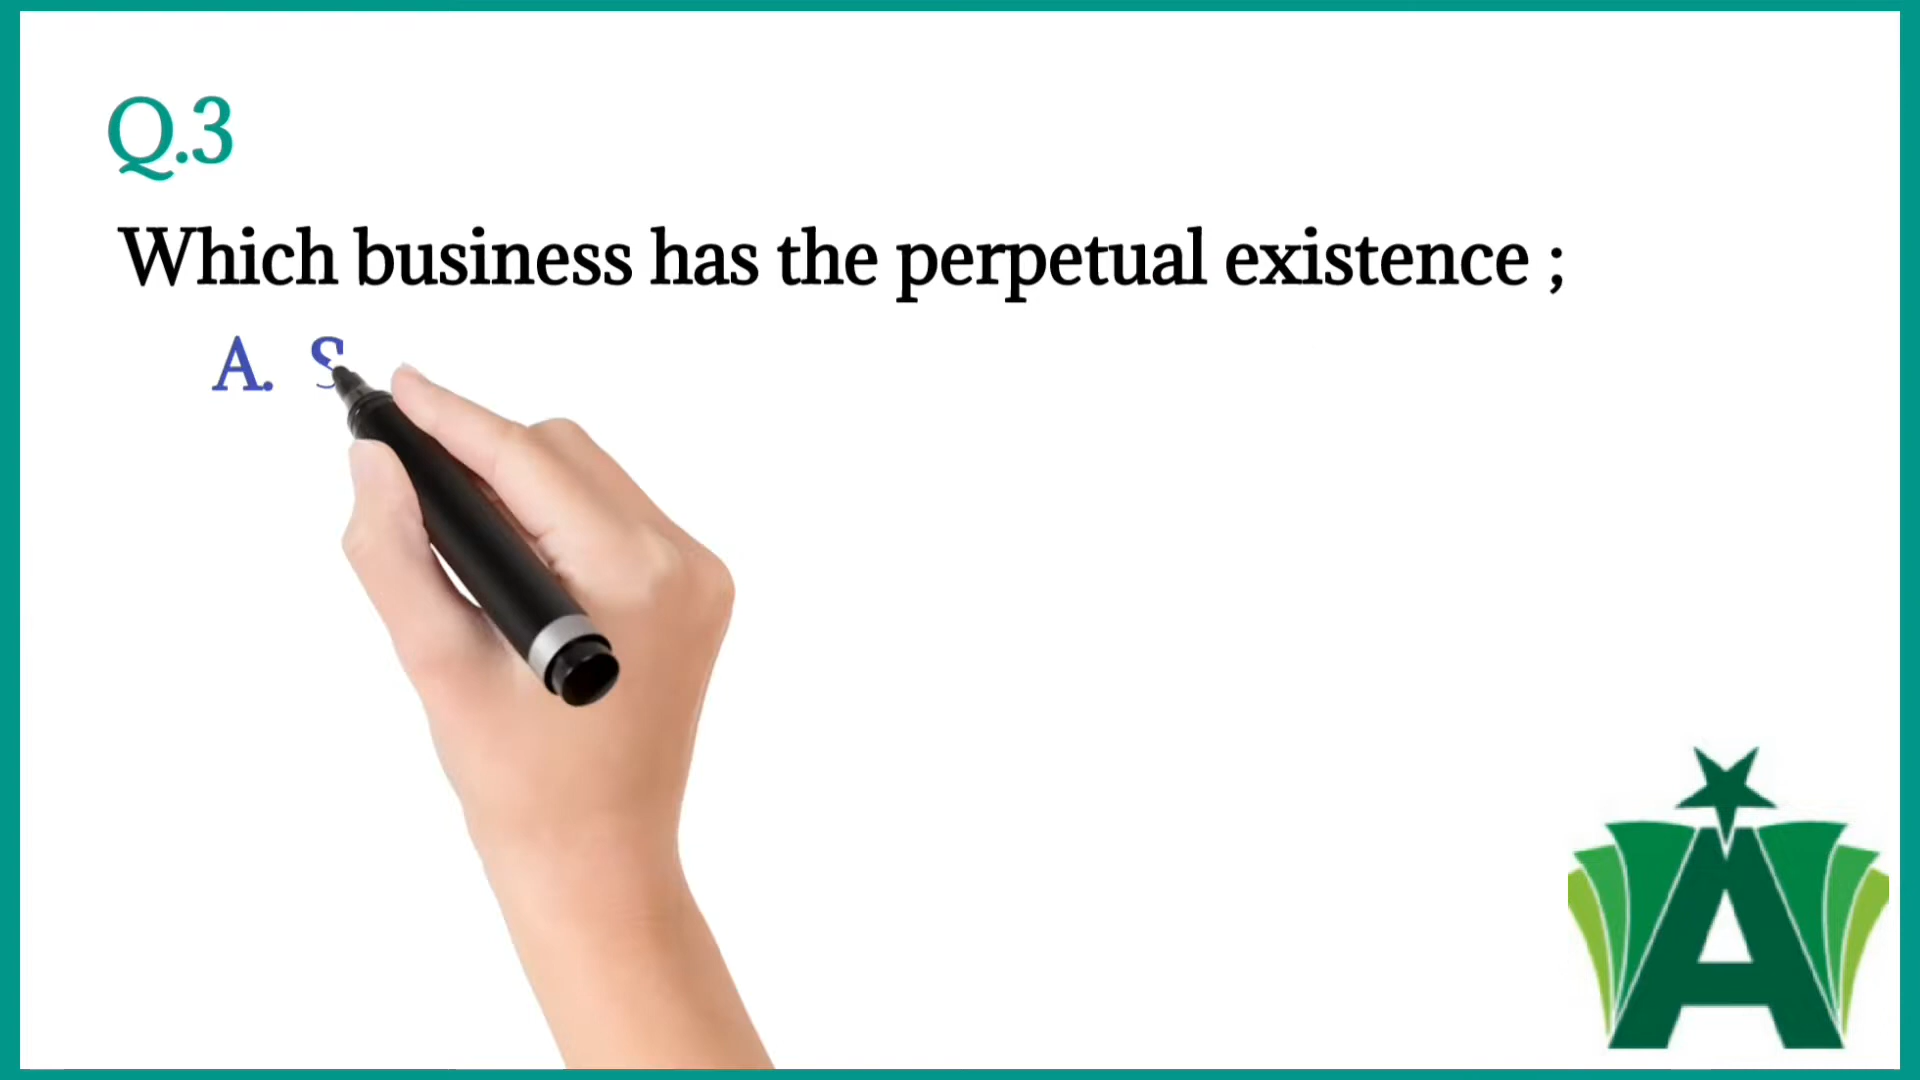 Q.3
Which business has the perpetual existence ;
A. S